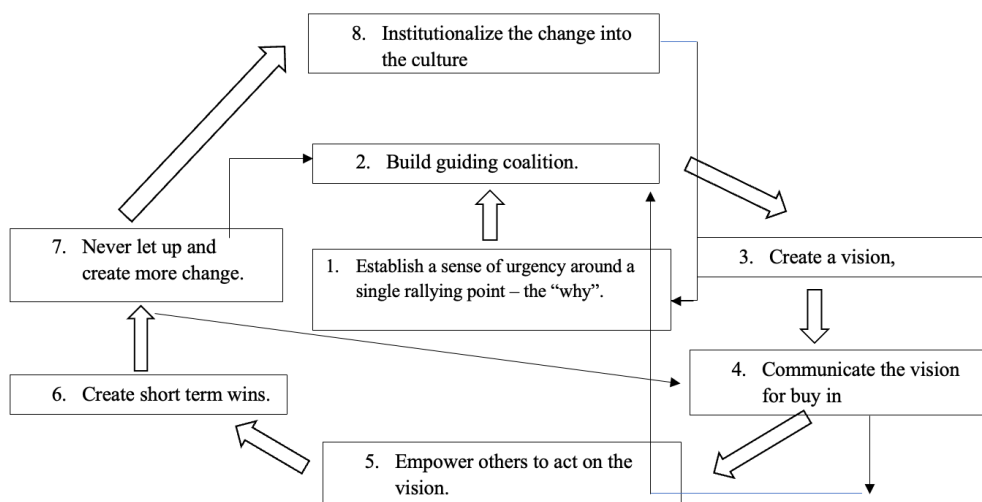 8. Institutionalize the change into
the culture
2. Build guiding coalition.
7. Never let up and
create more change.
1. Establish a sense of urgency around a
single rallying point – the “why”.
3. Create a vision,
4. Communicate the vision
for buy in
6. Create short term wins.
5. Empower others to act on the
vision.